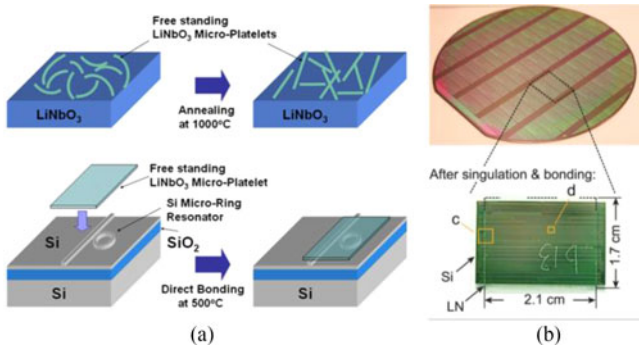 Free standing
LiNbO₃ Micro-Platelets
LiNbO₃
Annealing
at 1000°C
LiNbO₃
Free standing
LiNbO₃ Micro-Platelet
Si Micro-Ring
Resonator
Si
SiO₂
Si
Direct Bonding
at 500°C
Si
(a)
After singulation & bonding:
c
d
Si
LN
1.7 cm
2.1 cm
(b)